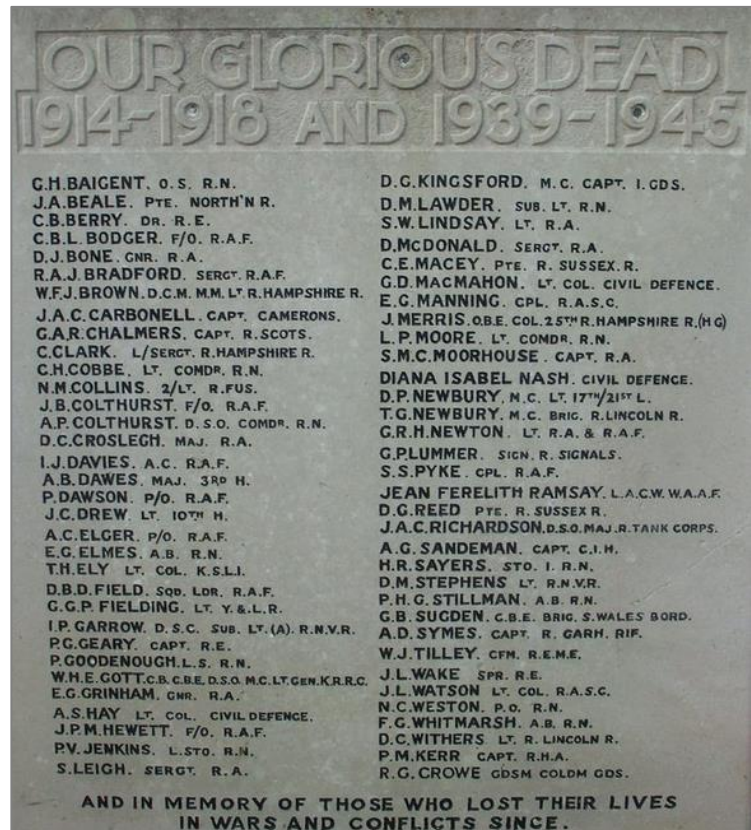 OUR GLORIOUS DEAD
1914-1918 AND 1939-1945
G.H.BAIGENT. O.S. R.N.
J.A.BEALE. PTE. NORTH'N R.
C.B.BERRY. DR. R.E.
C.B.L. BODGER. F/O. R.A.F.
D.J.BONE. GNR. R.A.
R.A.J.BRADFORD. SERGT. R.A.F.
W.F.J.BROWN. D.C.M. M.M. LT. R.HAMPSHIRE R.
J.A.C.CARBONELL. CAPT. CAMERONS.
G.A.R.CHALMERS. CAPT. R.SCOTS.
C.CLARK. L/SERGT. R.HAMPSHIRE R.
C.H.COBBE. LT. COMDR. R.N.
N.M.COLLINS. 2/LT. R.FUS.
J.B.COLTHURST. F/O. R.A.F.
A.P.COLTHURST. D.S.O. COMDR. R.N.
D.C.CROSLEGH. MAJ. R.A.
I.J.DAVIES. A.C. R.A.F.
A.B.DAWES. MAJ. 3RD H.
P.DAWSON. P/O. R.A.F.
J.C.DREW. LT. 10TH H.
A.C.ELGER. P/O. R.A.F.
E.G.ELMES. A.B. R.N.
T.H.ELY LT. COL. K.S.L.I.
D.B.D.FIELD. SQD. LDR. R.A.F.
G.G.P. FIELDING. LT. Y.&.L.R.
I.P.GARROW. D.S.C. SUB. LT.(A). R.N.V.R.
P.G.GEARY. CAPT. R.E.
P.GOODENOUGH. L.S. R.N.
W.H.E.GOTT. C.B. C.B.E. D.S.O. M.C. LT. GEN. K.R.R.C.
E.G.GRINHAM. GNR. R.A.
A.S.HAY LT. COL. CIVIL DEFENCE.
J.P.M.HEWETT. F/O. R.A.F.
P.V.JENKINS. L.STO. R.N.
S.LEIGH. SERGT. R.A.
D.G.KINGSFORD. M.C. CAPT. I.GDS.
D.M.LAWDER. SUB. LT. R.N.
S.W.LINDSAY. LT. R.A.
D.MCDONALD. SERGT. R.A.
C.E.MACEY. PTE. R. SUSSEX. R.
G.D.MACMAHON. LT. COL. CIVIL DEFENCE.
E.G.MANNING. CPL. R.A.S.C.
J.MERRIS. O.B.E. COL. 25TH R.HAMPSHIRE R.(H G)
L.P.MOORE. LT. COMDR. R.N.
S.M.C.MOORHOUSE. CAPT. R.A.
DIANA ISABEL NASH. CIVIL DEFENCE.
D.P.NEWBURY. M.C. LT. 17TH/21ST L.
T.G.NEWBURY. M.C. BRIG. R.LINCOLN R.
G.R.H.NEWTON. LT. R.A. & R.A.F.
G.P.LUMMER. SIGN. R. SIGNALS.
S.S.PYKE. CPL. R.A.F.
JEAN FERELITH RAMSAY. L.A.C.W. W.A.A.F.
D.G.REED PTE. R. SUSSEX R.
J.A.C.RICHARDSON. D.S.O. MAJ. R.TANK CORPS.
A.G.SANDEMAN. CAPT. C.I.H.
H.R.SAYERS. STO. I. R.N.
D.M.STEPHENS LT. R.N.V.R.
P.H.G.STILLMAN. A.B. R.N.
G.B.SUGDEN. C.B.E. BRIG. S.WALES BORD.
A.D.SYMES. CAPT. R. GARH. RIF.
W.J.TILLEY. CFM. R.E.M.E.
J.L.WAKE SPR. R.E.
J.L.WATSON LT. COL. R.A.S.C.
N.C.WESTON. P.O. R.N.
F.G.WHITMARSH. A.B. R.N.
D.C.WITHERS LT. R. LINCOLN R.
P.M.KERR CAPT. R.H.A.
R.G.CROWE GDSM COLDM GDS.
AND IN MEMORY OF THOSE WHO LOST THEIR LIVES
IN WARS AND CONFLICTS SINCE.